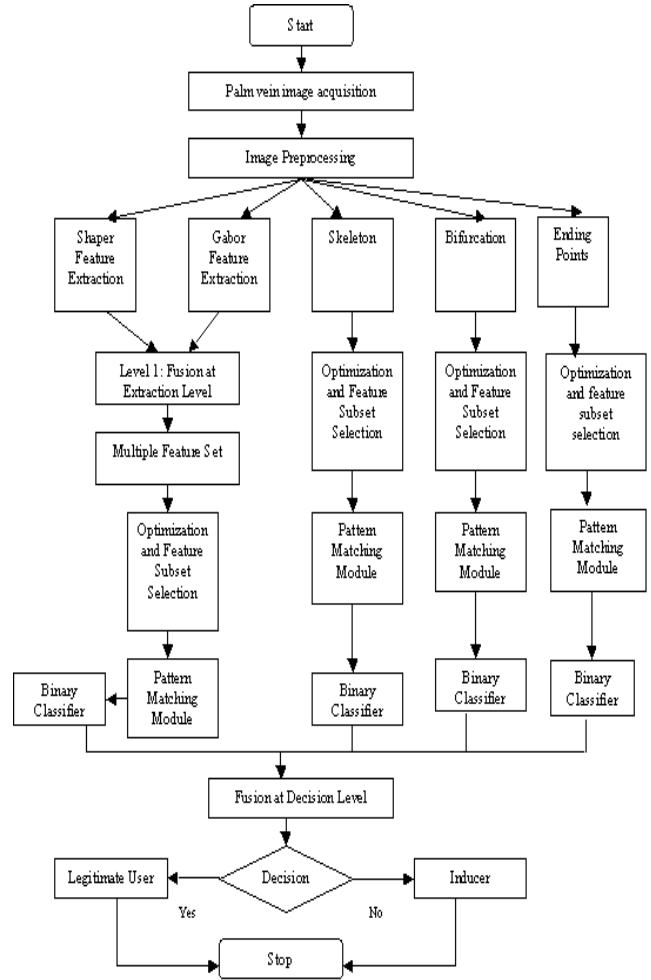 Start
Palm vein image acquisition
Image Preprocessing
Shaper
Feature
Extraction
Gabor
Feature
Extraction
Skeleton
Bifurcation
Ending
Points
Level 1: Fusion at
Extraction Level
Multiple Feature Set
Optimization
and Feature
Subset
Selection
Pattern
Matching
Module
Binary
Classifier
Optimization
and Feature
Subset
Selection
Pattern
Matching
Module
Binary
Classifier
Optimization
and Feature
Subset
Selection
Pattern
Matching
Module
Binary
Classifier
Optimization
and feature
subset
selection
Pattern
Matching
Module
Binary
Classifier
Fusion at Decision Level
Legitimate User
Decision
Inducer
Yes
No
Stop